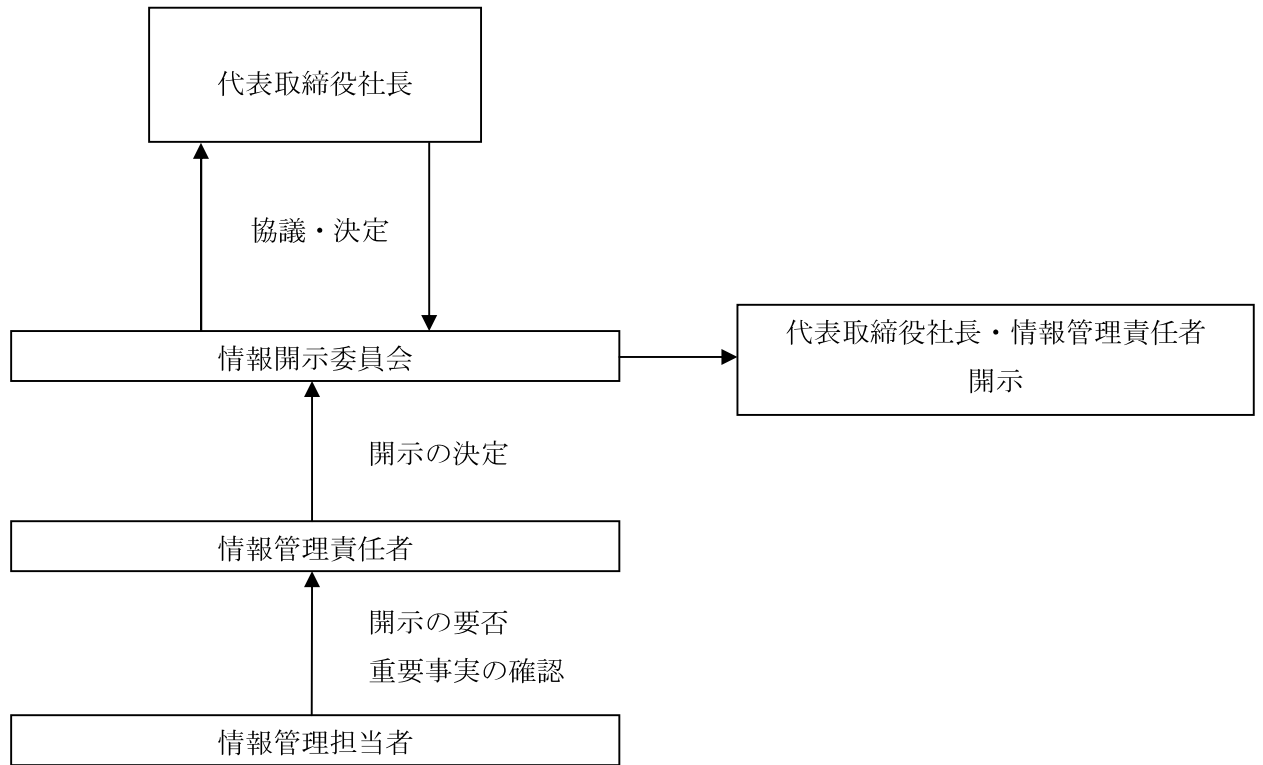 代表取締役社長
協議・決定
情報開示委員会
代表取締役社長・情報管理責任者
開示
開示の決定
情報管理責任者
開示の要否
重要事実の確認
情報管理担当者